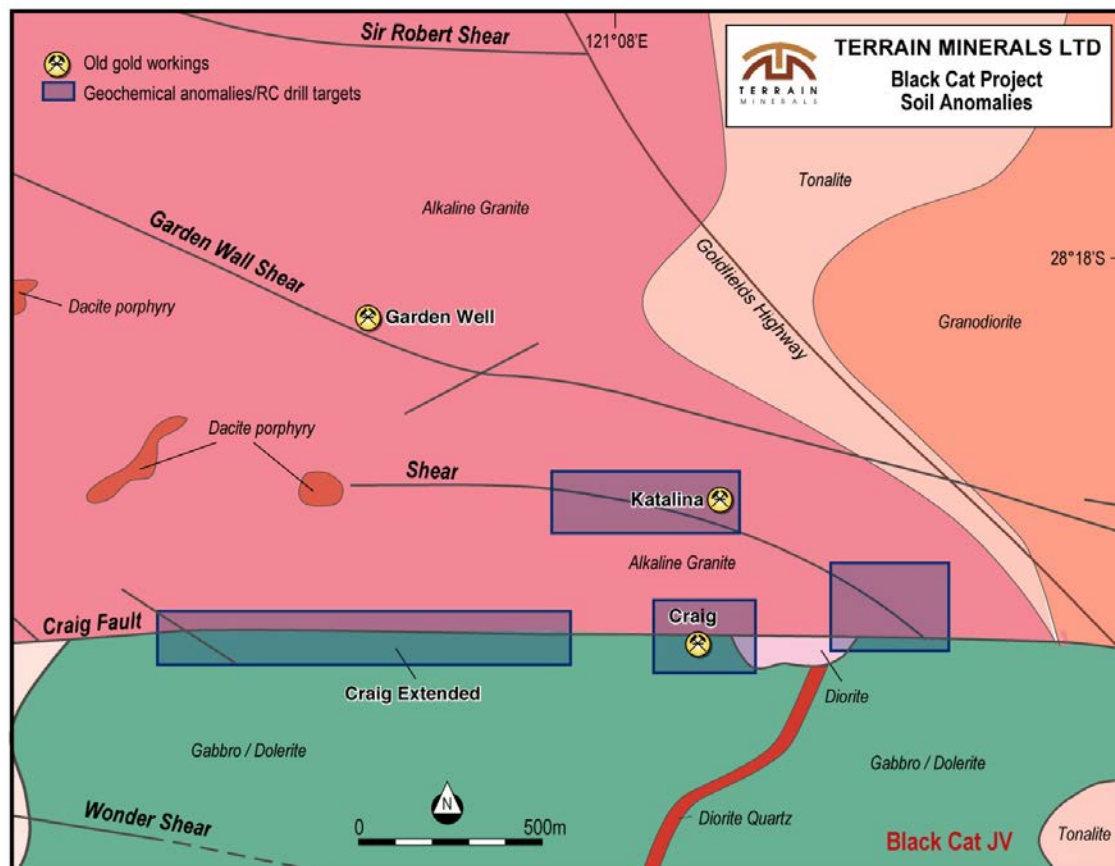 Sir Robert Shear
121°08'E
Old gold workings
Geochemical anomalies/RC drill targets
TERRAIN
MINERALS
TERRAIN MINERALS LTD
Black Cat Project
Soil Anomalies
Tonalite
Alkaline Granite
Garden Wall Shear
28°18'S
Goldfields Highway
Dacite porphyry
Garden Well
Granodiorite
Dacite porphyry
Shear
Katalina
Alkaline Granite
Craig Fault
Craig
Craig Extended
Diorite
Gabbro / Dolerite
Gabbro / Dolerite
N
Wonder Shear
0
500m
Diorite Quartz
Black Cat JV
Tonalite